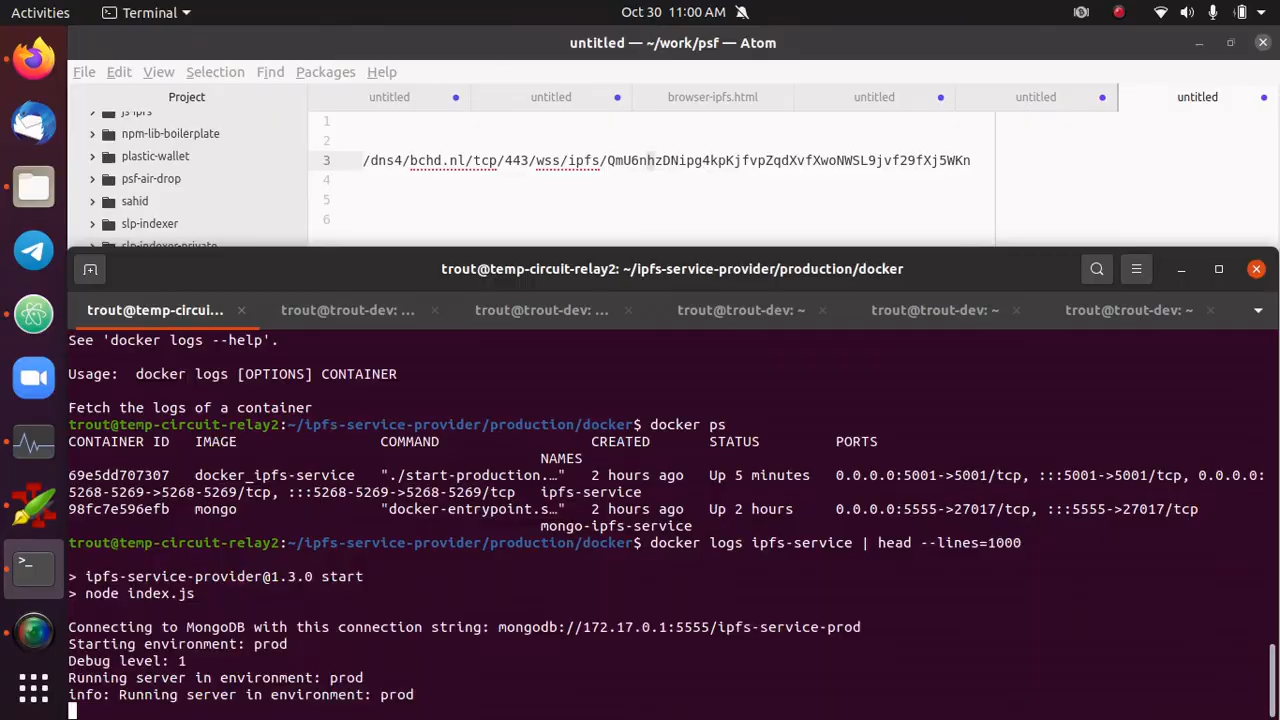 Activities
Terminal
Oct 30 11:00 AM
untitled — ~/work/psf — Atom
File Edit View Selection Find Packages Help
Project
untitled
untitled
browser-ipfs.html
untitled
untitled
untitled
js-ipfs
npm-lib-boilerplate
plastic-wallet
psf-air-drop
sahid
slp-indexer
slp-indexer-private
1
2
3 /dns4/bchd.nl/tcp/443/wss/ipfs/QmU6nhzDNipg4kpKjfvpZqdXvfXwoNWSL9jvf29fXj5WKn
4
5
6
trout@temp-circuit-relay2: ~/ipfs-service-provider/production/docker
trout@temp-circui...
trout@trout-dev: ...
trout@trout-dev: ...
trout@trout-dev: ~
trout@trout-dev: ~
trout@trout-dev: ~
See 'docker logs --help'.
Usage:  docker logs [OPTIONS] CONTAINER
Fetch the logs of a container
trout@temp-circuit-relay2:~/ipfs-service-provider/production/docker$ docker ps
CONTAINER ID   IMAGE   COMMAND   CREATED   STATUS   PORTS
NAMES
69e5dd707307   docker_ipfs-service   "./start-production.…"   2 hours ago   Up 5 minutes   0.0.0.0:5001->5001/tcp, :::5001->5001/tcp, 0.0.0.0:
5268-5269->5268-5269/tcp, :::5268-5269->5268-5269/tcp   ipfs-service
98fc7e596efb   mongo   "docker-entrypoint.s…"   2 hours ago   Up 2 hours   0.0.0.0:5555->27017/tcp, :::5555->27017/tcp
mongo-ipfs-service
trout@temp-circuit-relay2:~/ipfs-service-provider/production/docker$ docker logs ipfs-service | head --lines=1000
> ipfs-service-provider@1.3.0 start
> node index.js
Connecting to MongoDB with this connection string: mongodb://172.17.0.1:5555/ipfs-service-prod
Starting environment: prod
Debug level: 1
Running server in environment: prod
info: Running server in environment: prod